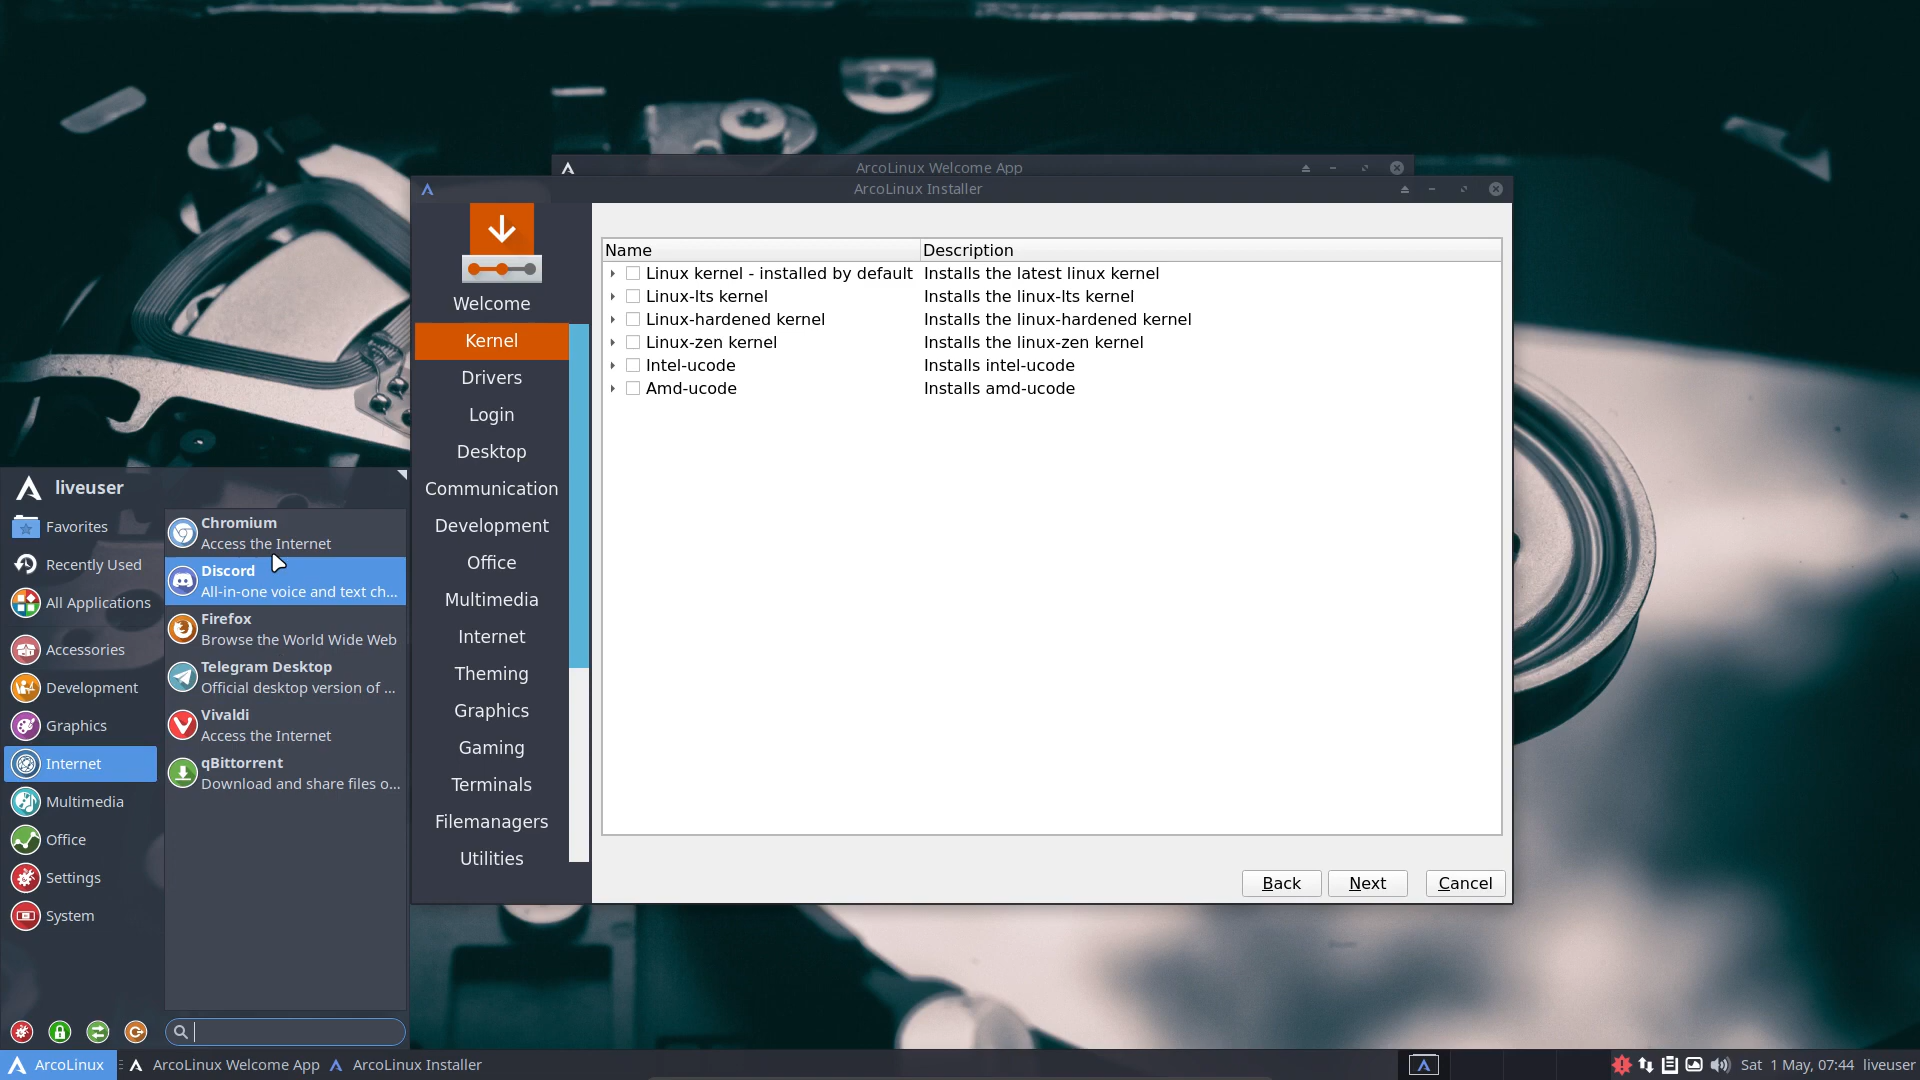 ArcoLinux Welcome App
ArcoLinux Installer
Welcome
Kernel
Drivers
Login
Desktop
Communication
Development
Office
Multimedia
Internet
Theming
Graphics
Gaming
Terminals
Filemanagers
Utilities
Name Description
Linux kernel - installed by default Installs the latest linux kernel
Linux-lts kernel Installs the linux-lts kernel
Linux-hardened kernel Installs the linux-hardened kernel
Linux-zen kernel Installs the linux-zen kernel
Intel-ucode Installs intel-ucode
Amd-ucode Installs amd-ucode
Back Next Cancel
liveuser
Favorites
Recently Used
All Applications
Accessories
Development
Graphics
Internet
Multimedia
Office
Settings
System
Chromium
Access the Internet
Discord
All-in-one voice and text ch...
Firefox
Browse the World Wide Web
Telegram Desktop
Official desktop version of ...
Vivaldi
Access the Internet
qBittorrent
Download and share files o...
ArcoLinux ArcoLinux Welcome App ArcoLinux Installer Sat 1 May, 07:44 liveuser